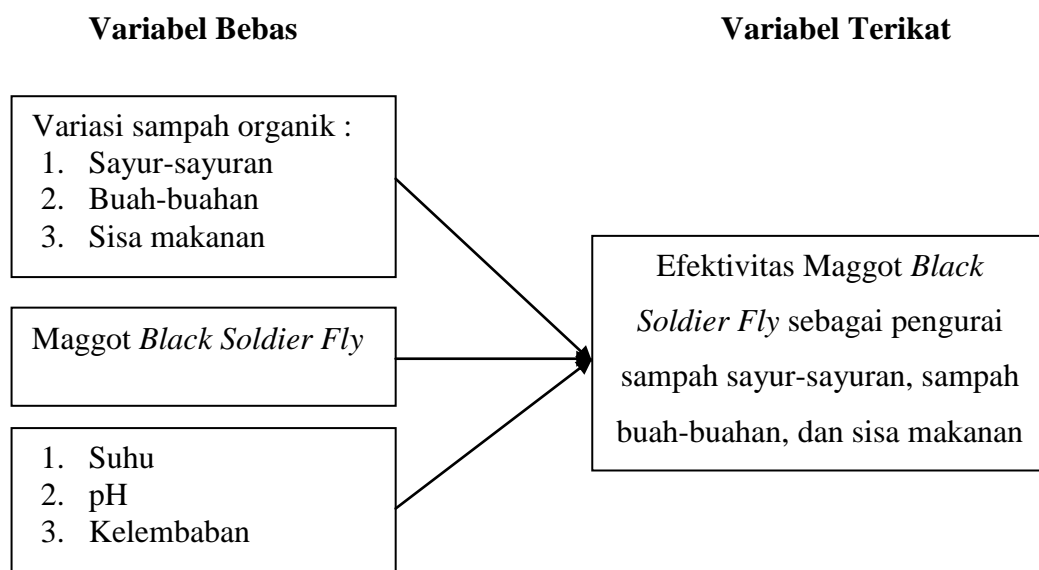 Variabel Bebas
Variabel Terikat
Variasi sampah organik :
1. Sayur-sayuran
2. Buah-buahan
3. Sisa makanan
Maggot Black Soldier Fly
1. Suhu
2. pH
3. Kelembaban
Efektivitas Maggot Black
Soldier Fly sebagai pengurai
sampah sayur-sayuran, sampah
buah-buahan, dan sisa makanan